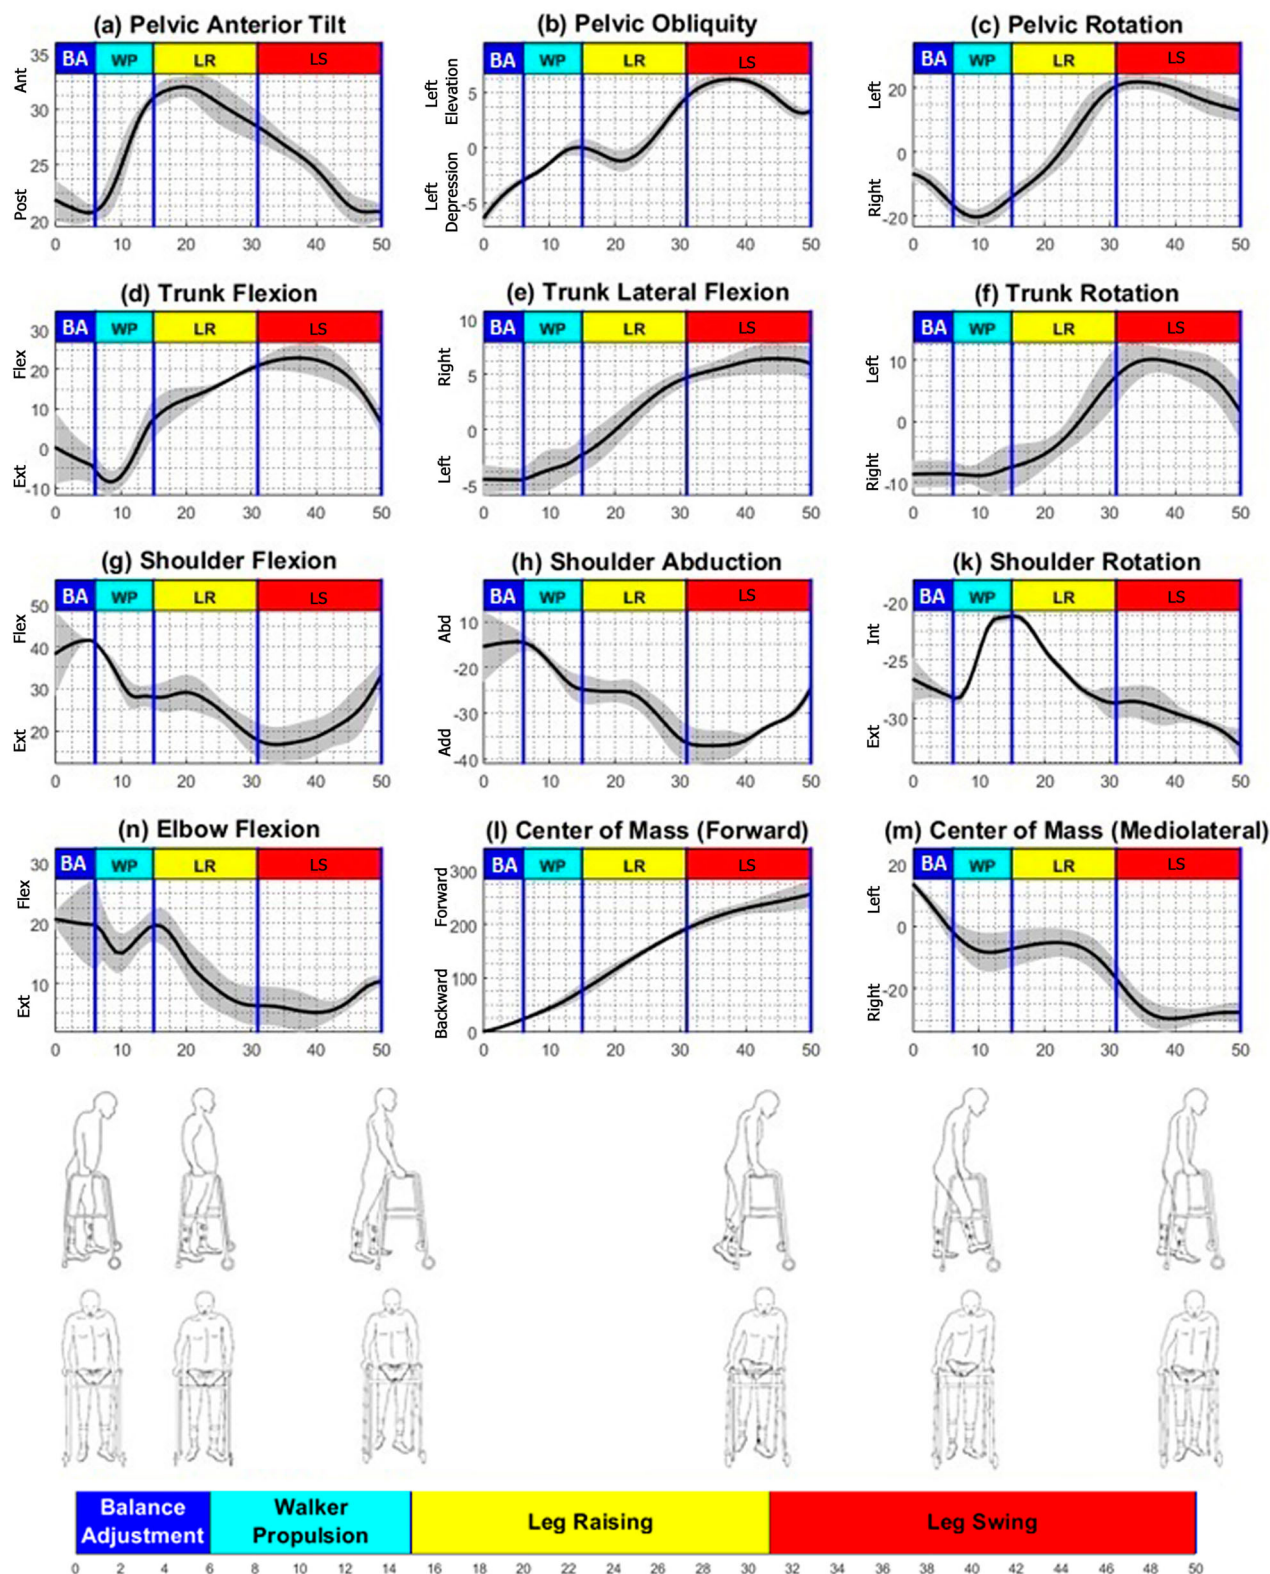 (a) Pelvic Anterior Tilt
BA WP LR LS
Ant
Post
35
30
25
20
0 10 20 30 40 50
(b) Pelvic Obliquity
BA WP LR LS
Left Elevation
Left Depression
5
0
-5
0 10 20 30 40 50
(c) Pelvic Rotation
BA WP LR LS
Left
Right
20
0
-20
0 10 20 30 40 50
(d) Trunk Flexion
BA WP LR LS
Flex
Ext
30
20
10
0
-10
0 10 20 30 40 50
(e) Trunk Lateral Flexion
BA WP LR LS
Right
Left
10
5
0
-5
0 10 20 30 40 50
(f) Trunk Rotation
BA WP LR LS
Left
Right
10
0
-10
0 10 20 30 40 50
(g) Shoulder Flexion
BA WP LR LS
Flex
Ext
50
40
30
20
0 10 20 30 40 50
(h) Shoulder Abduction
BA WP LR LS
Abd
Add
10
-20
-30
-40
0 10 20 30 40 50
(k) Shoulder Rotation
BA WP LR LS
Int
Ext
-20
-25
-30
0 10 20 30 40 50
(n) Elbow Flexion
BA WP LR LS
Flex
Ext
30
20
10
0 10 20 30 40 50
(l) Center of Mass (Forward)
BA WP LR LS
Forward
Backward
300
200
100
0
0 10 20 30 40 50
(m) Center of Mass (Mediolateral)
BA WP LR LS
Left
Right
20
0
-20
0 10 20 30 40 50
Balance
Adjustment
Walker
Propulsion
Leg Raising
Leg Swing
0 2 4 6 8 10 12 14 16 18 20 22 24 26 28 30 32 34 36 38 40 42 44 46 48 50